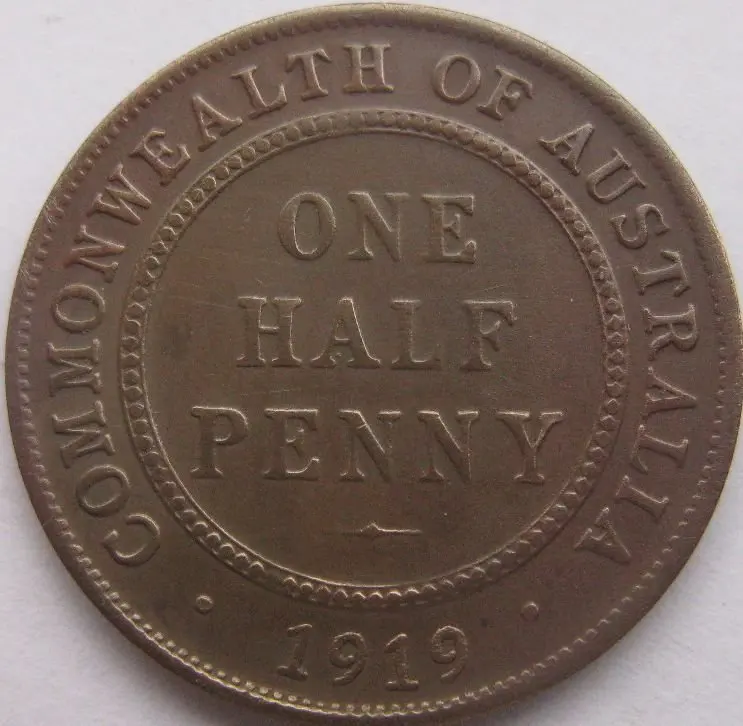 COMMONWEALTH OF AUSTRALIA
ONE
HALF
PENNY
1919